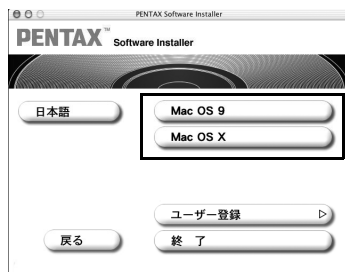 PENTAX Software Installer
PENTAX™ Software Installer
日本語
Mac OS 9
Mac OS X
ユーザー登録
戻る
終 了